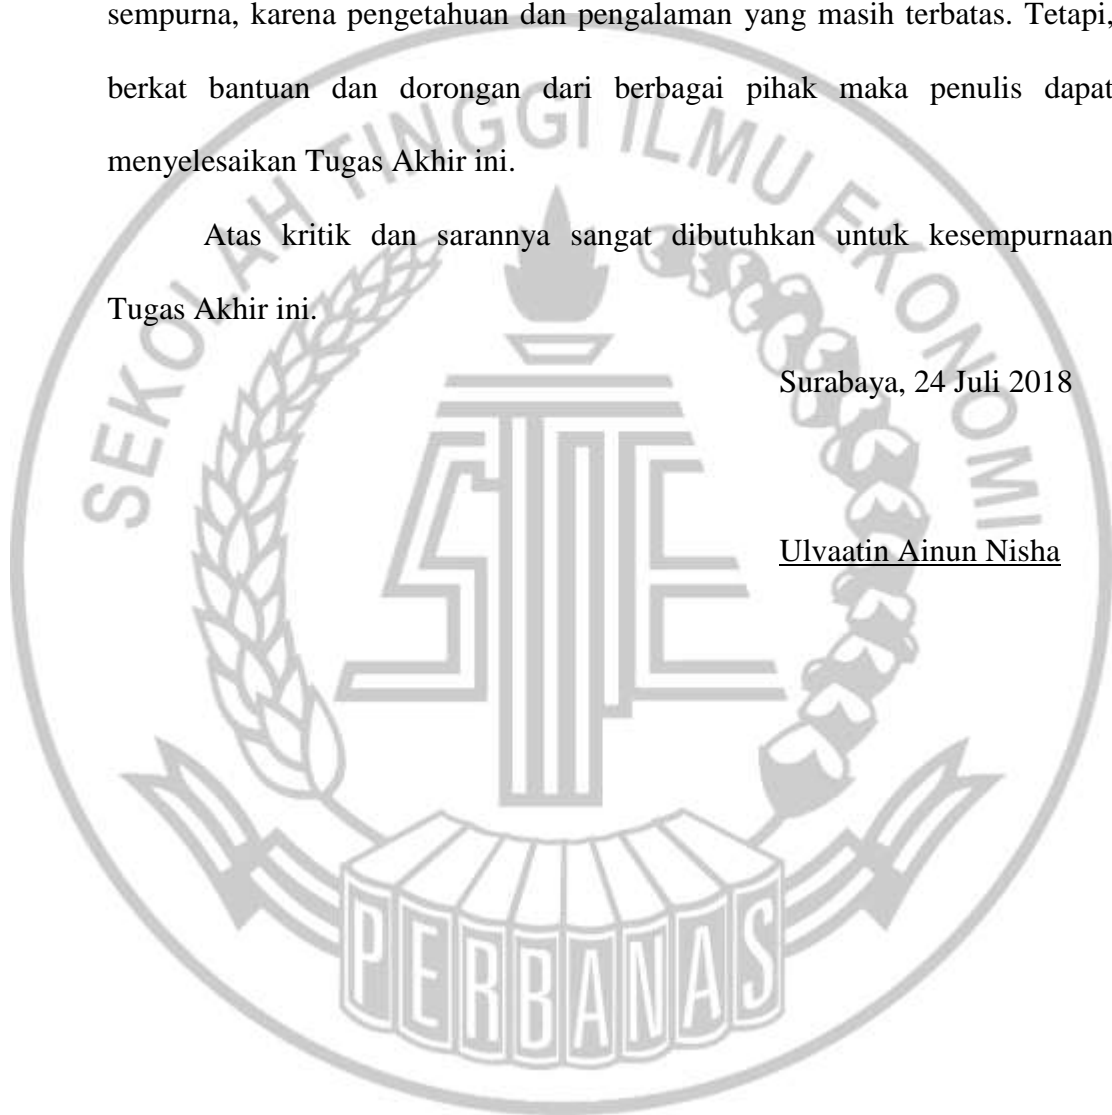 sempurna, karena pengetahuan dan pengalaman yang masih terbatas. Tetapi,
berkat bantuan dan dorongan dari berbagai pihak maka penulis dapat
menyelesaikan Tugas Akhir ini.
Atas kritik dan sarannya sangat dibutuhkan untuk kesempurnaan
Tugas Akhir ini.
Surabaya, 24 Juli 2018
Ulvaatin Ainun Nisha
SEKOLAH TINGGI ILMU EKONOMI
STIE
PERBANAS